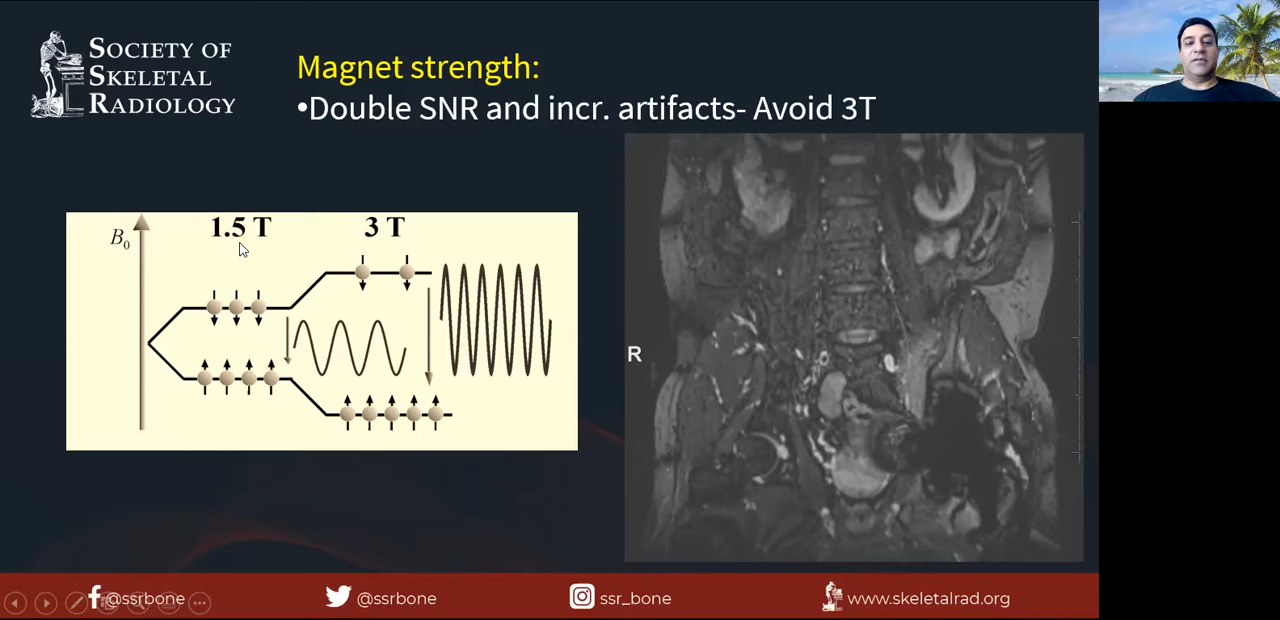 SOCIETY OF
SKELETAL
RADIOLOGY
Magnet strength:
•Double SNR and incr. artifacts- Avoid 3T
B0
1.5 T
3 T
R
@ssrbone
@ssrbone
ssr_bone
www.skeletalrad.org